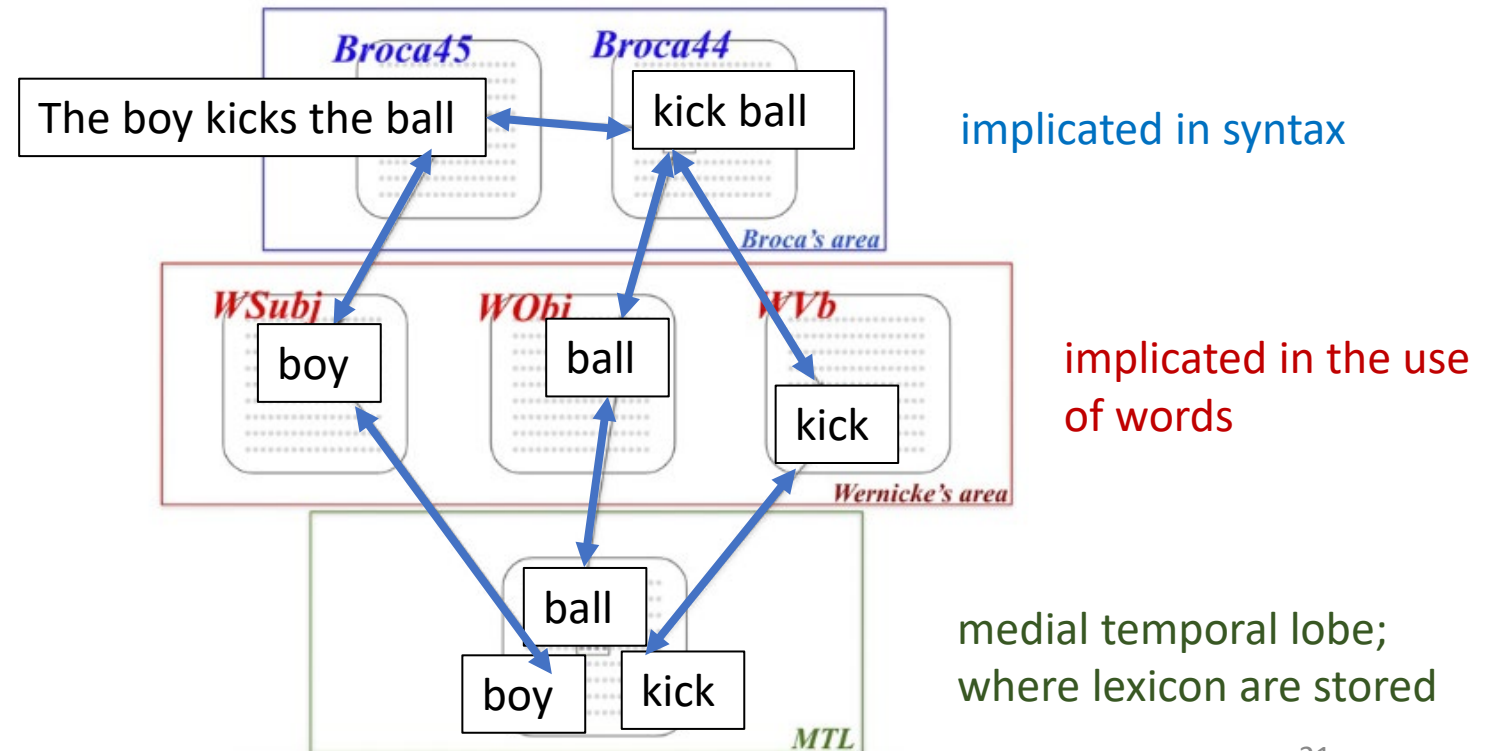 Broca45
Broca44
The boy kicks the ball
kick ball
implicated in syntax
Broca's area
WSubj
WObj
WVb
boy
ball
kick
implicated in the use
of words
Wernicke's area
ball
boy
kick
medial temporal lobe;
where lexicon are stored
MTL